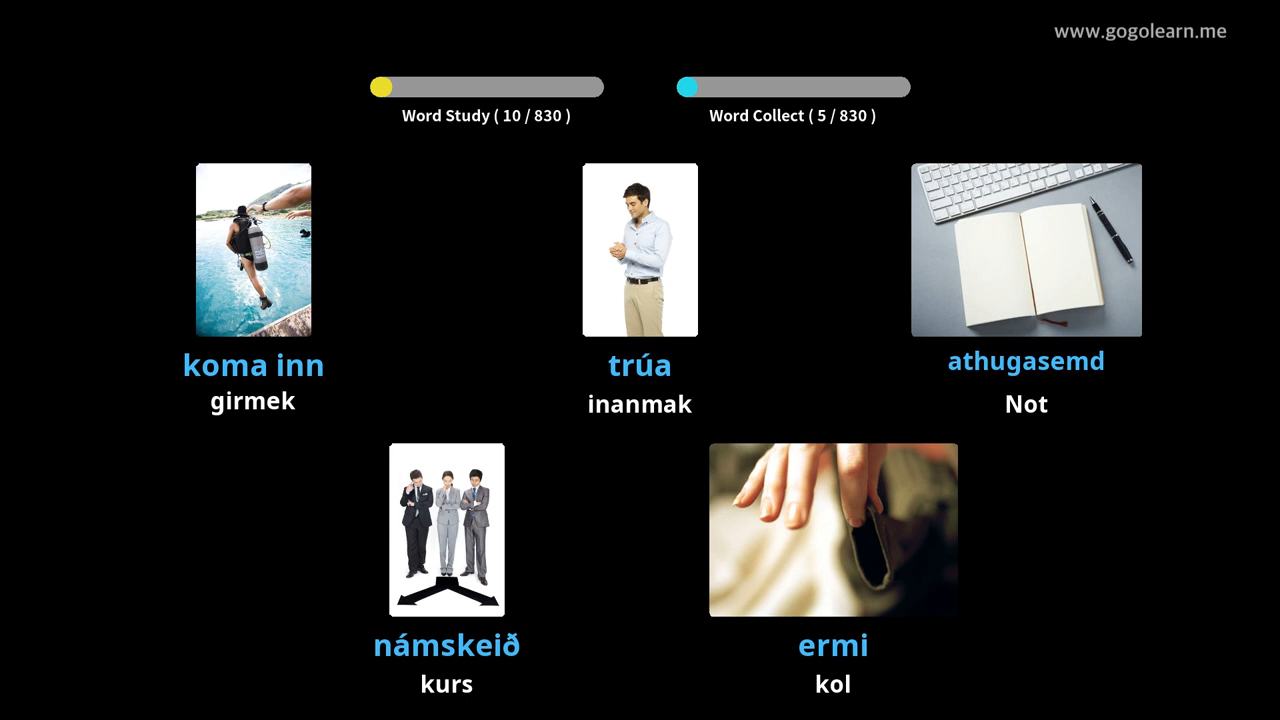 www.gogolearn.me
Word Study ( 10 / 830 )
Word Collect ( 5 / 830 )
koma inn
girmek
trúa
inanmak
athugasemd
Not
námskeið
kurs
ermi
kol